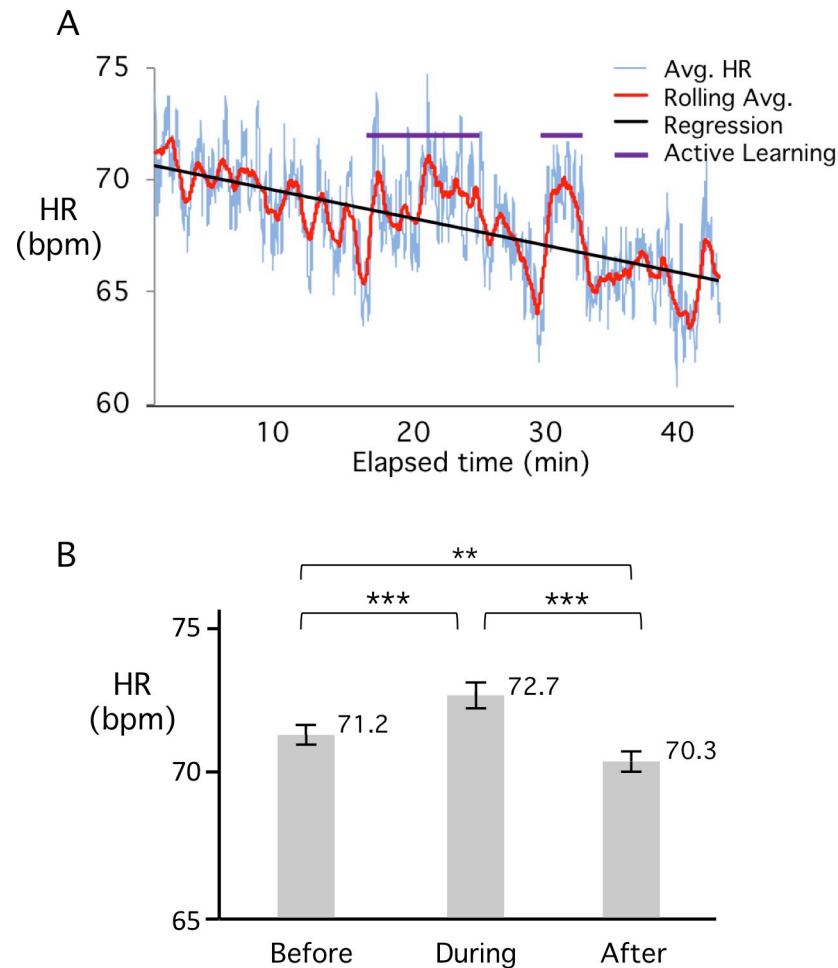 A
75
70
65
60
HR
(bpm)
Avg. HR
Rolling Avg.
Regression
Active Learning
10 20 30 40
Elapsed time (min)
B
**
*** ***
75
70
65
HR
(bpm)
71.2
72.7
70.3
Before During After